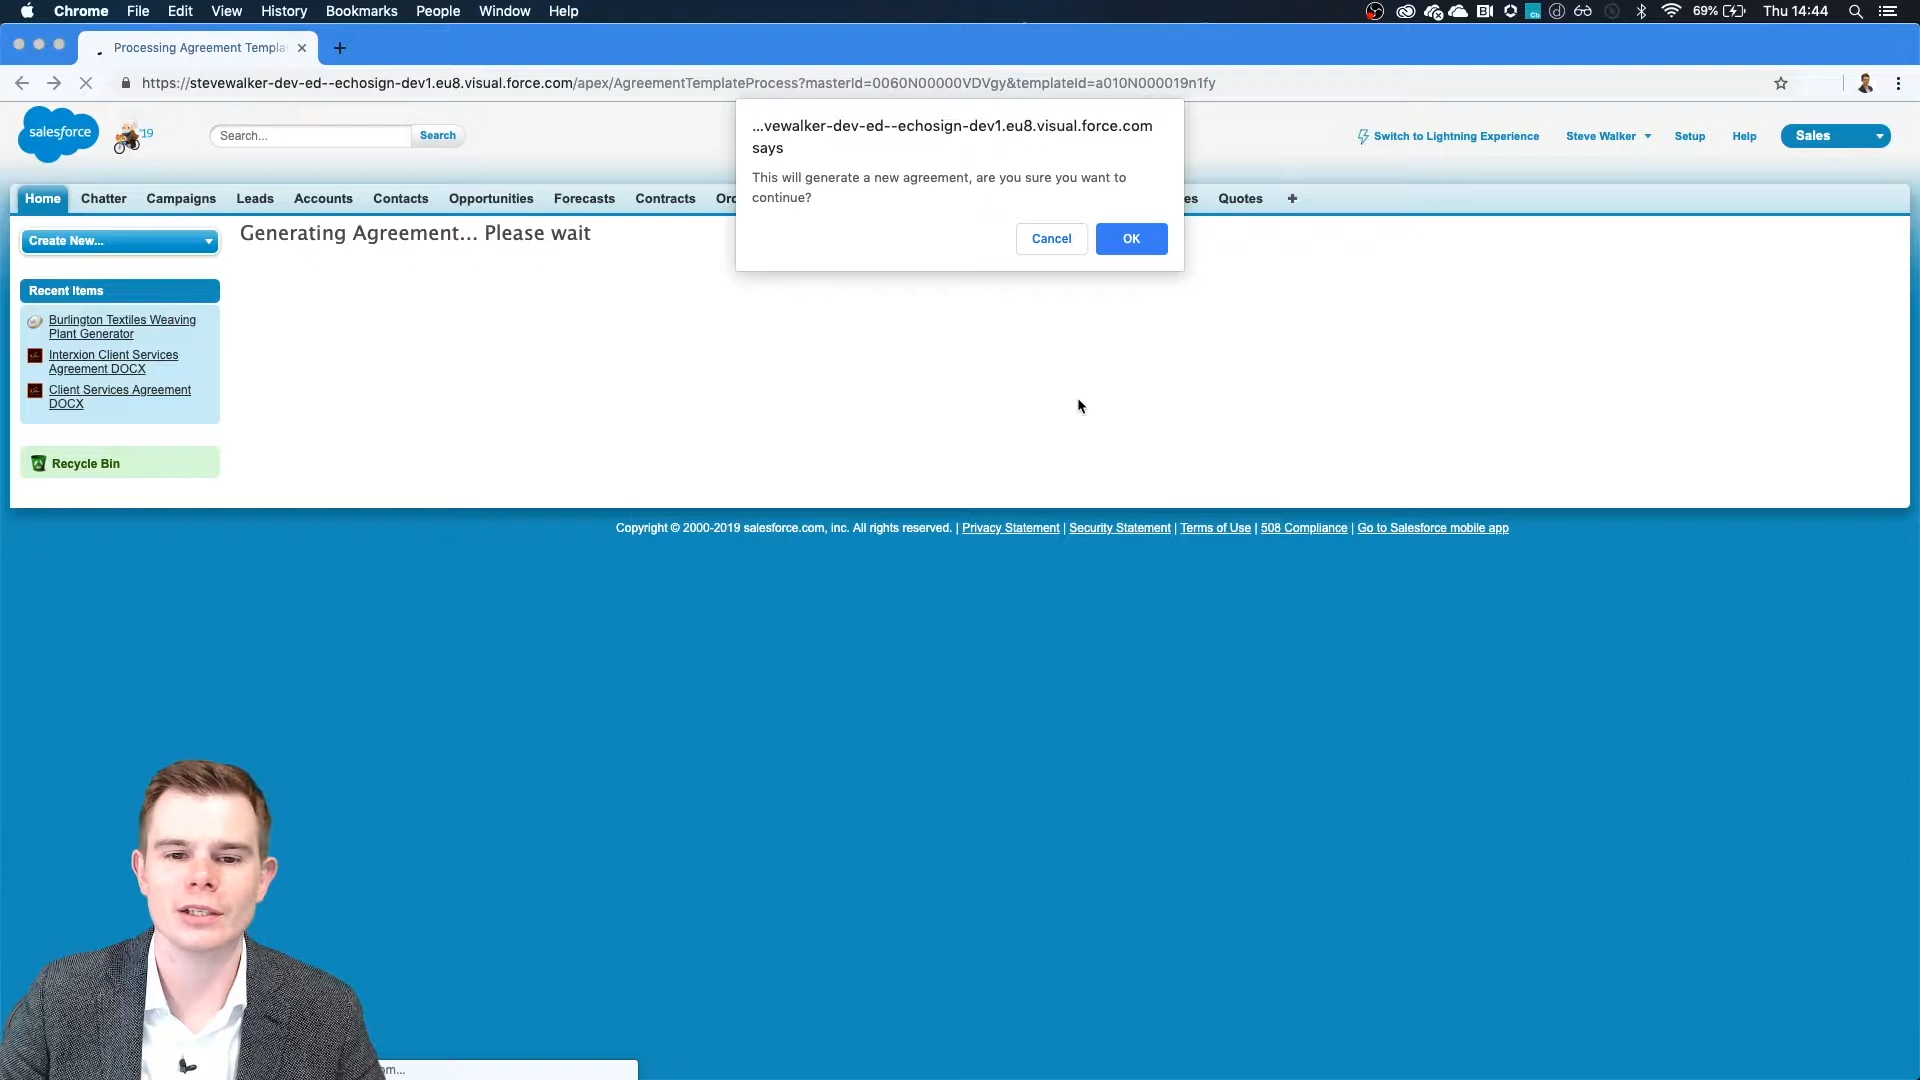 Chrome File Edit View History Bookmarks People Window Help
69% Thu 14:44
Processing Agreement Templa
https://stevewalker-dev-ed--echosign-dev1.eu8.visual.force.com/apex/AgreementTemplateProcess?masterId=0060N00000VDVgy&templateId=a010N000019n1fy
salesforce
'19
Search...
Search
Switch to Lightning Experience
Steve Walker
Setup
Help
Sales
...vewalker-dev-ed--echosign-dev1.eu8.visual.force.com
says
This will generate a new agreement, are you sure you want to
continue?
Cancel
OK
Home Chatter Campaigns Leads Accounts Contacts Opportunities Forecasts Contracts Orc
es Quotes +
Create New...
Generating Agreement... Please wait
Recent Items
Burlington Textiles Weaving
Plant Generator
Interxion Client Services
Agreement DOCX
Client Services Agreement
DOCX
Recycle Bin
Copyright © 2000-2019 salesforce.com, inc. All rights reserved. | Privacy Statement | Security Statement | Terms of Use | 508 Compliance | Go to Salesforce mobile app
om...